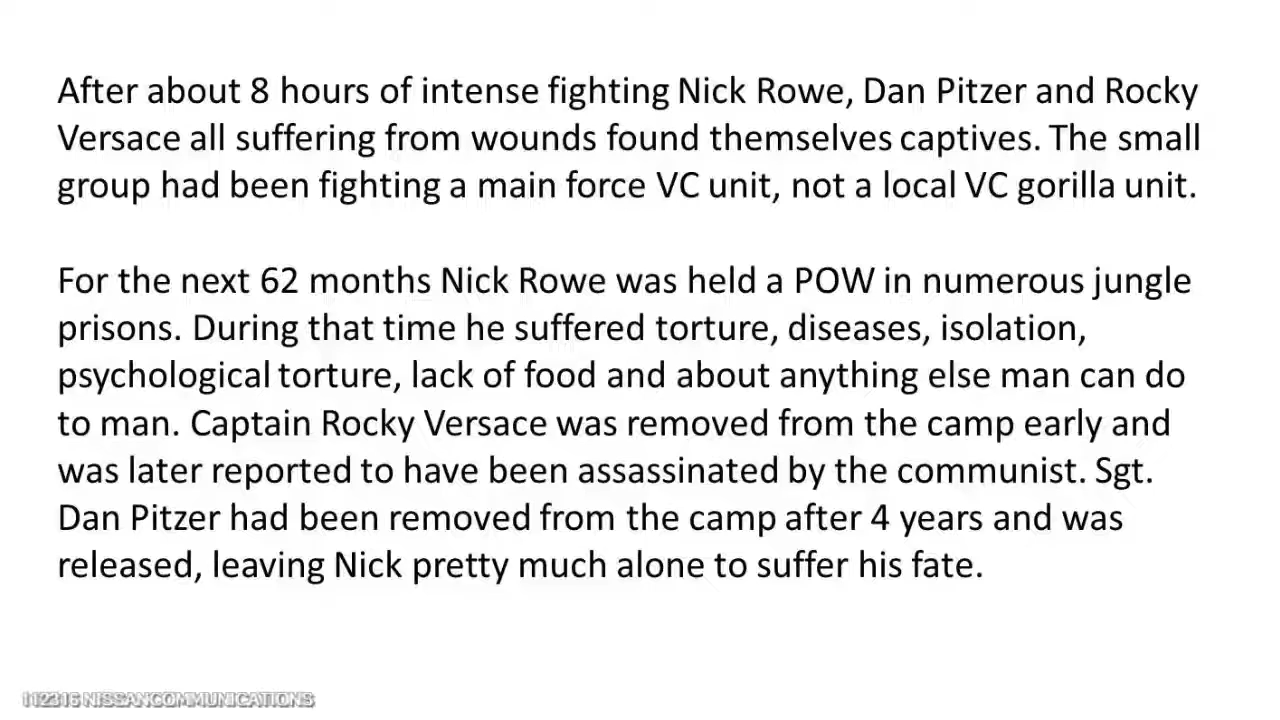 After about 8 hours of intense fighting Nick Rowe, Dan Pitzer and Rocky
Versace all suffering from wounds found themselves captives. The small
group had been fighting a main force VC unit, not a local VC gorilla unit.
For the next 62 months Nick Rowe was held a POW in numerous jungle
prisons. During that time he suffered torture, diseases, isolation,
psychological torture, lack of food and about anything else man can do
to man. Captain Rocky Versace was removed from the camp early and
was later reported to have been assassinated by the communist. Sgt.
Dan Pitzer had been removed from the camp after 4 years and was
released, leaving Nick pretty much alone to suffer his fate.
112316 NISSANCOMMUNICATIONS